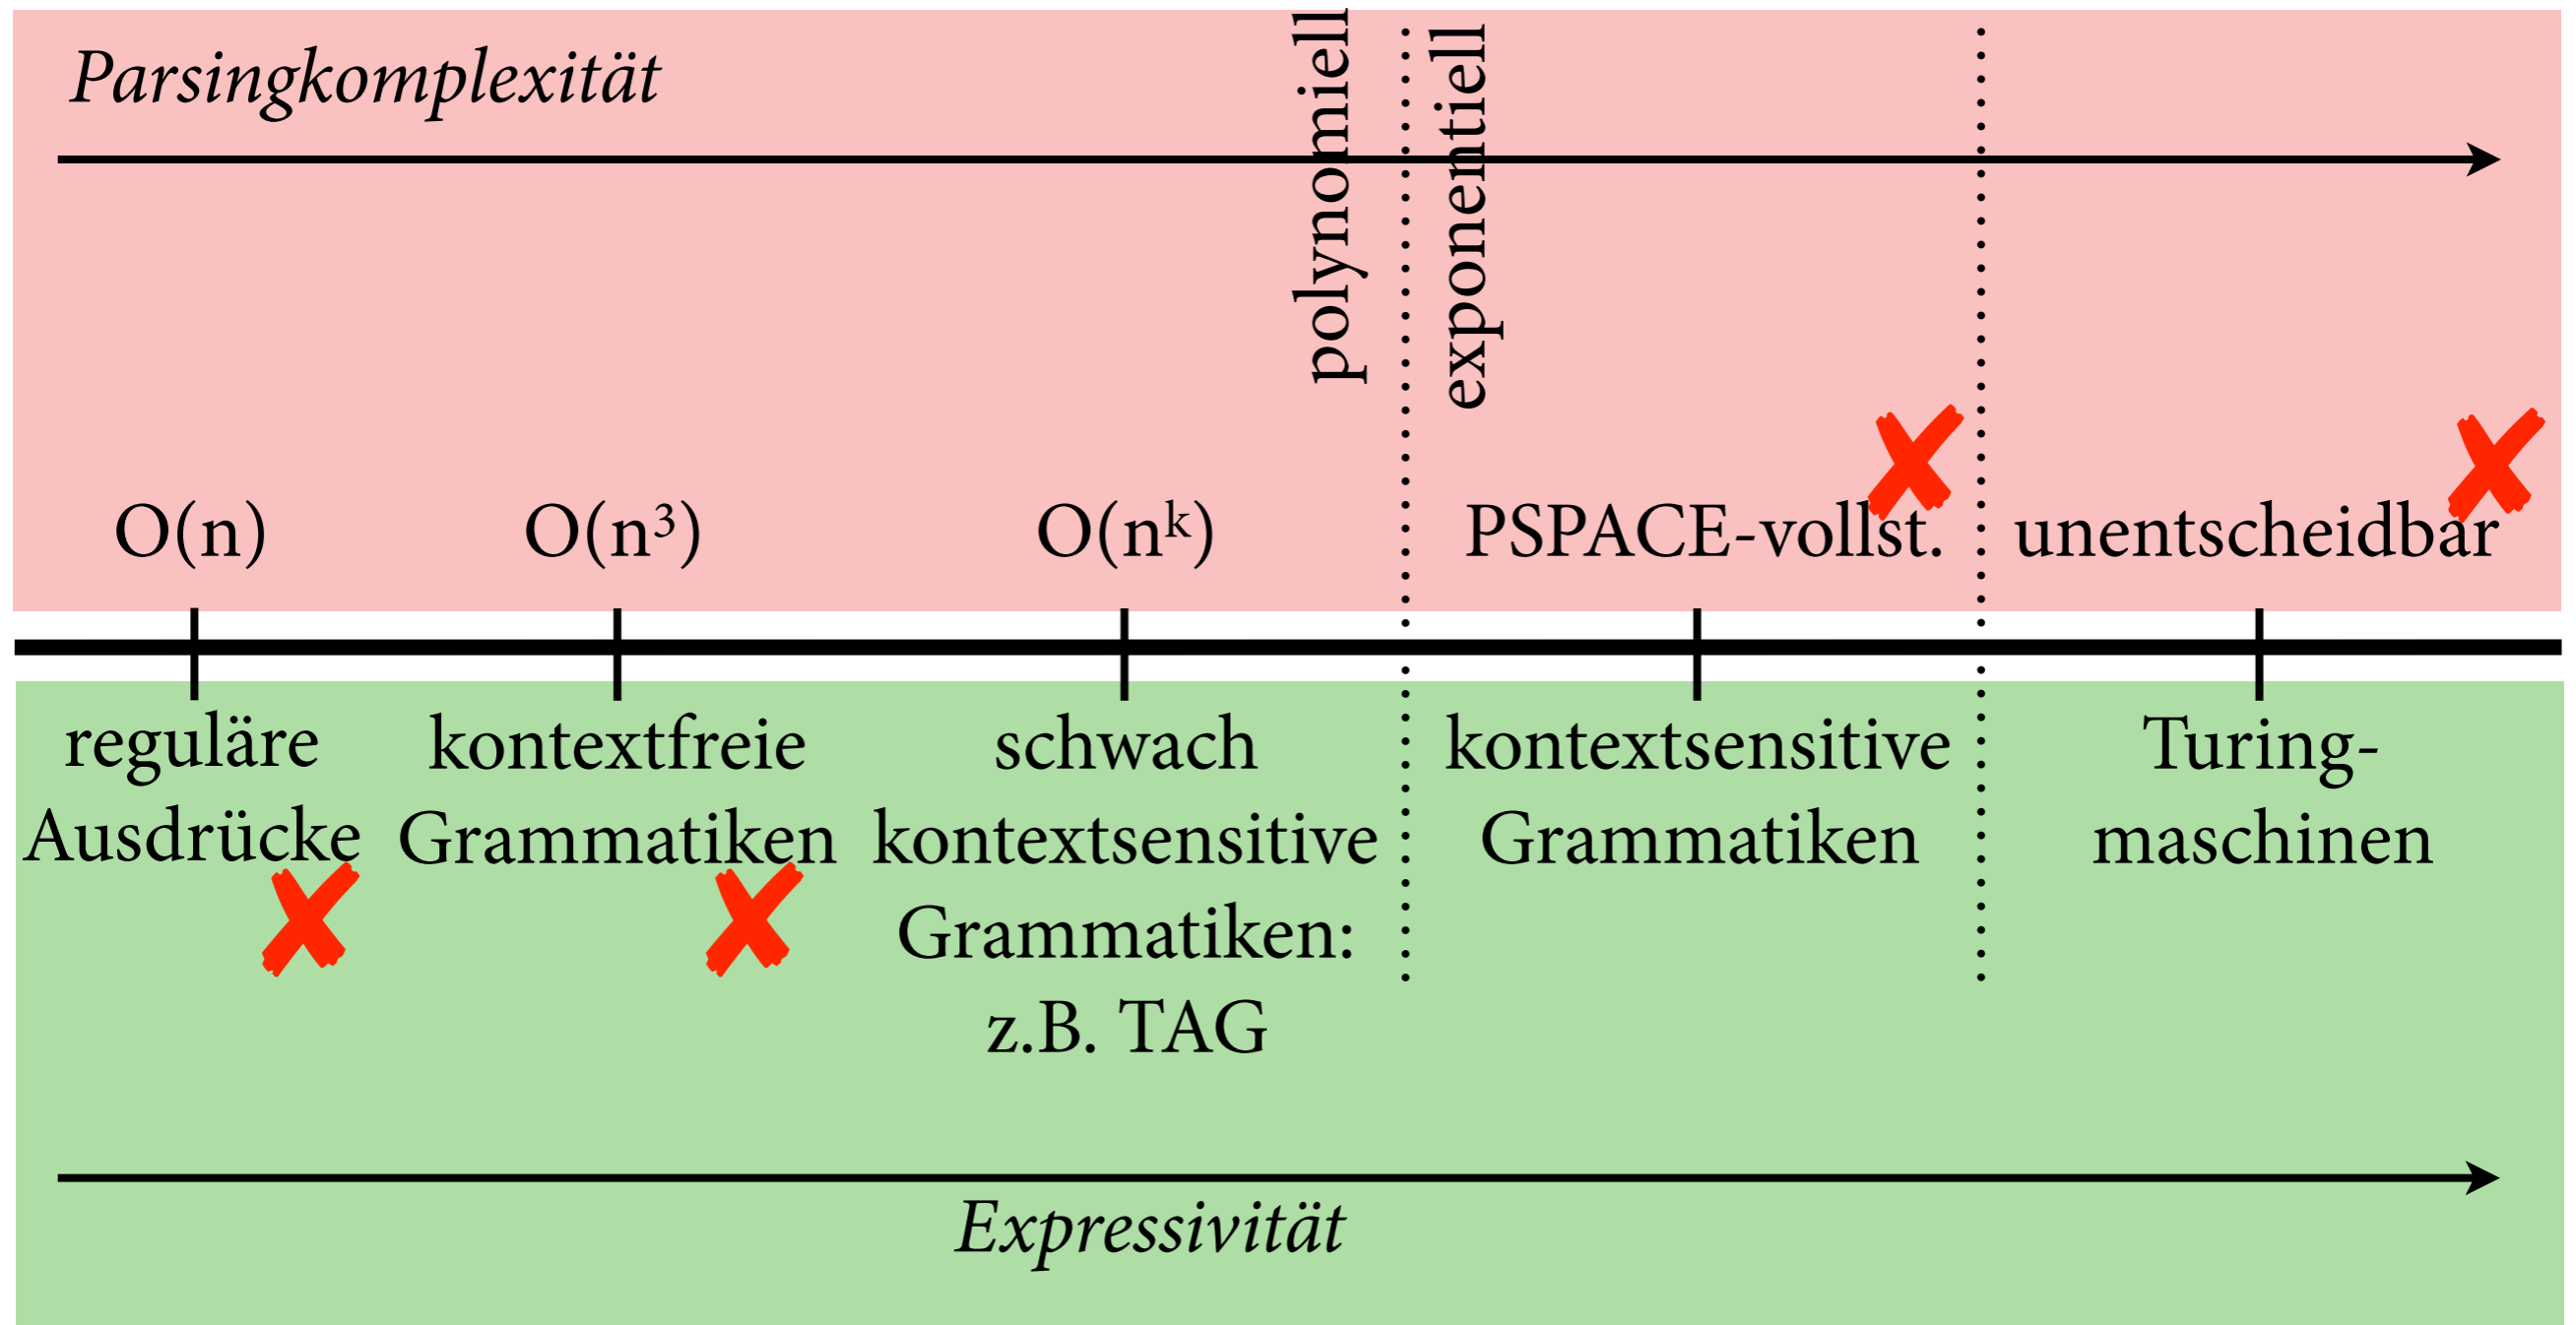 Parsingkomplexität
polynomiell
exponentiell
O(n)
O(n³)
O(nᵏ)
PSPACE-vollst.
unentscheidbar
reguläre
Ausdrücke
kontextfreie
Grammatiken
schwach
kontextsensitive
Grammatiken:
z.B. TAG
kontextsensitive
Grammatiken
Turing-
maschinen
Expressivität